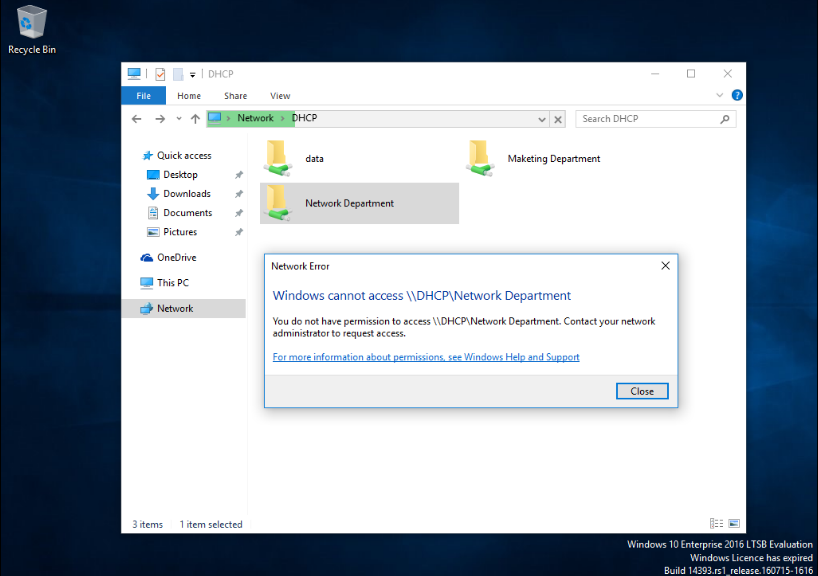 Recycle Bin
DHCP
File Home Share View
Network DHCP
Search DHCP
Quick access
Desktop
Downloads
Documents
Pictures
OneDrive
This PC
Network
data
Maketing Department
Network Department
Network Error
Windows cannot access \\DHCP\Network Department
You do not have permission to access \\DHCP\Network Department. Contact your network
administrator to request access.
For more information about permissions, see Windows Help and Support
Close
3 items 1 item selected
Windows 10 Enterprise 2016 LTSB Evaluation
Windows Licence has expired
Build 14393.rs1_release.160715-1616